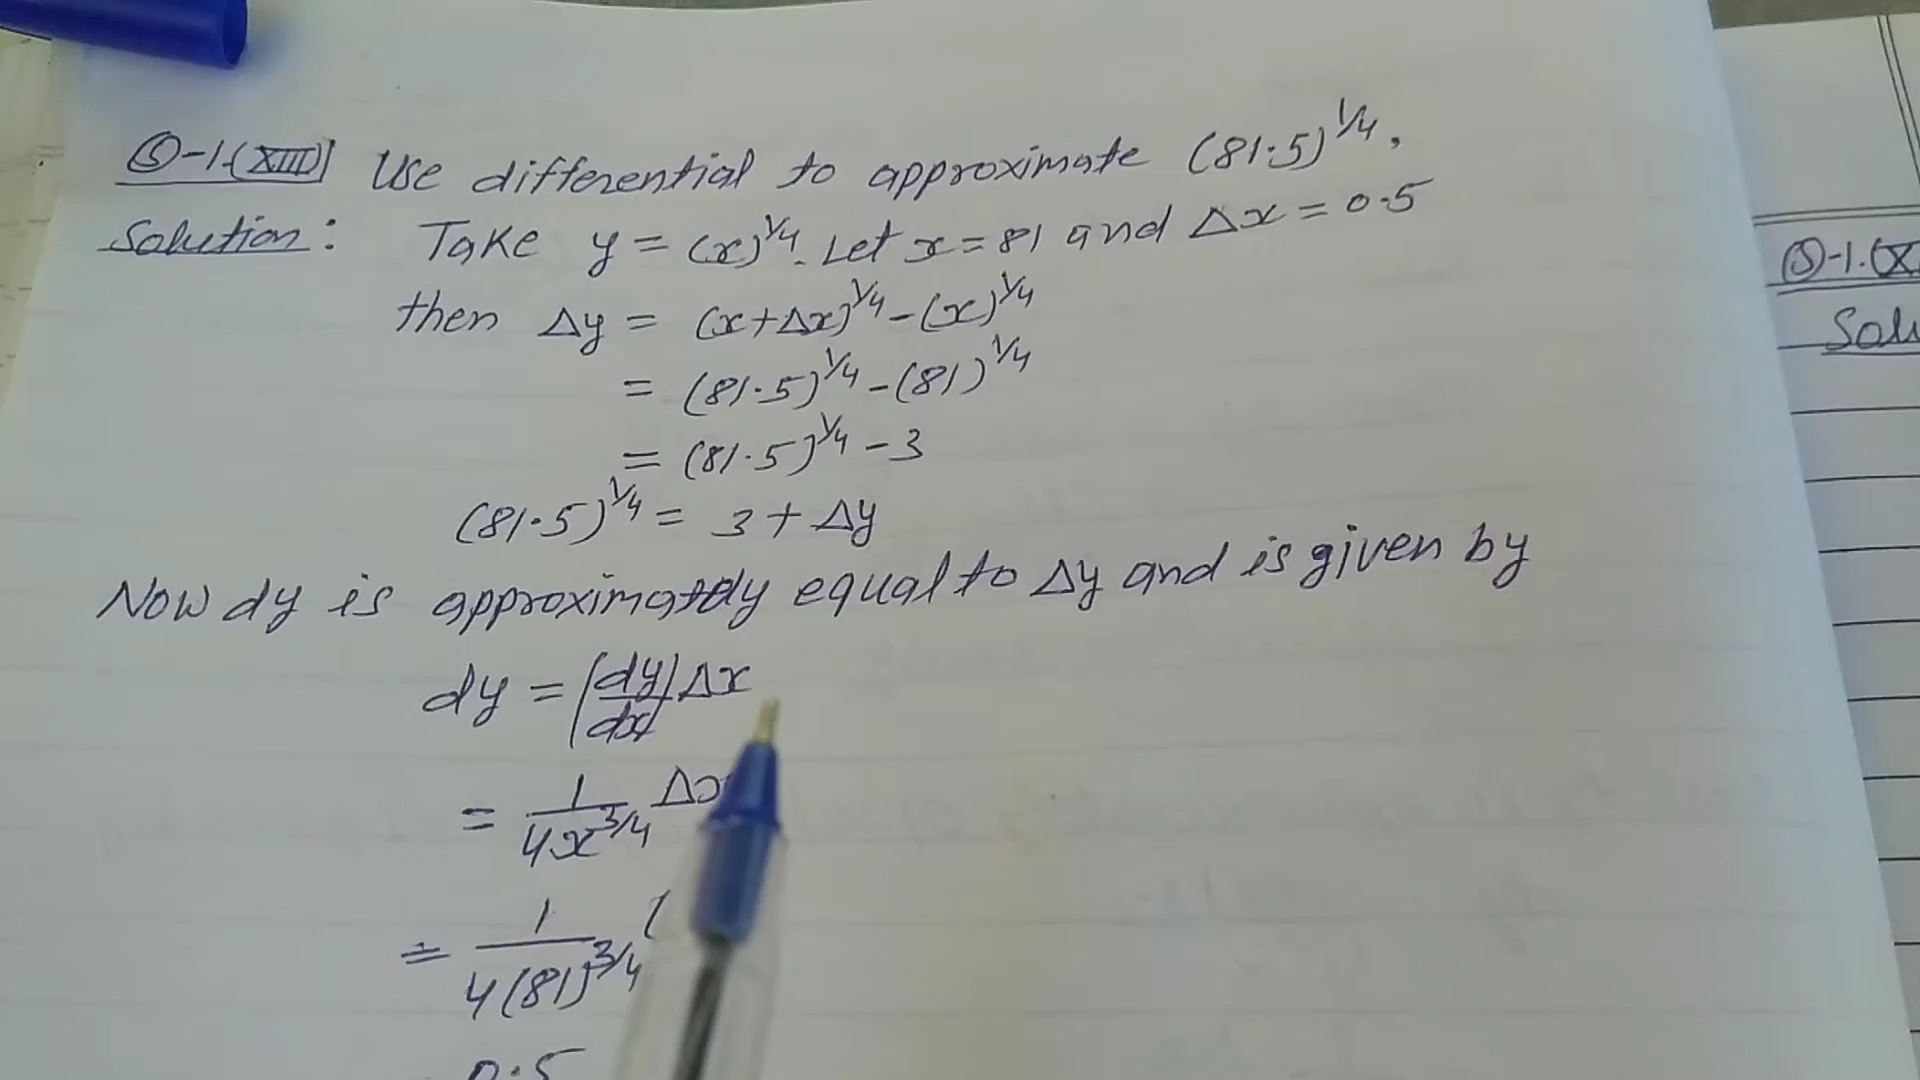 Q-1.(XIII) Use differential to approximate (81.5)^1/4.
Solution: Take y = (x)^1/4. Let x = 81 and Δx = 0.5
then Δy = (x+Δx)^1/4 - (x)^1/4
= (81.5)^1/4 - (81)^1/4
= (81.5)^1/4 - 3
(81.5)^1/4 = 3 + Δy
Now dy is approximately equal to Δy and is given by
dy = (dy/dx) Δx
= 1/4x^3/4 Δx
= 1/4(81)^3/4 (
0.5
Q-1.(X
Solu